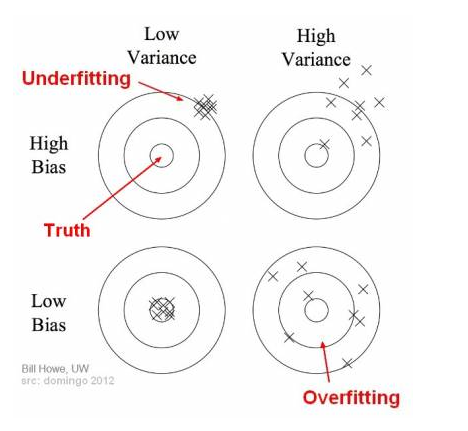 Low
Variance
High
Variance
Underfitting
High
Bias
Truth
Low
Bias
Bill Howe, UW
src: domingo 2012
Overfitting